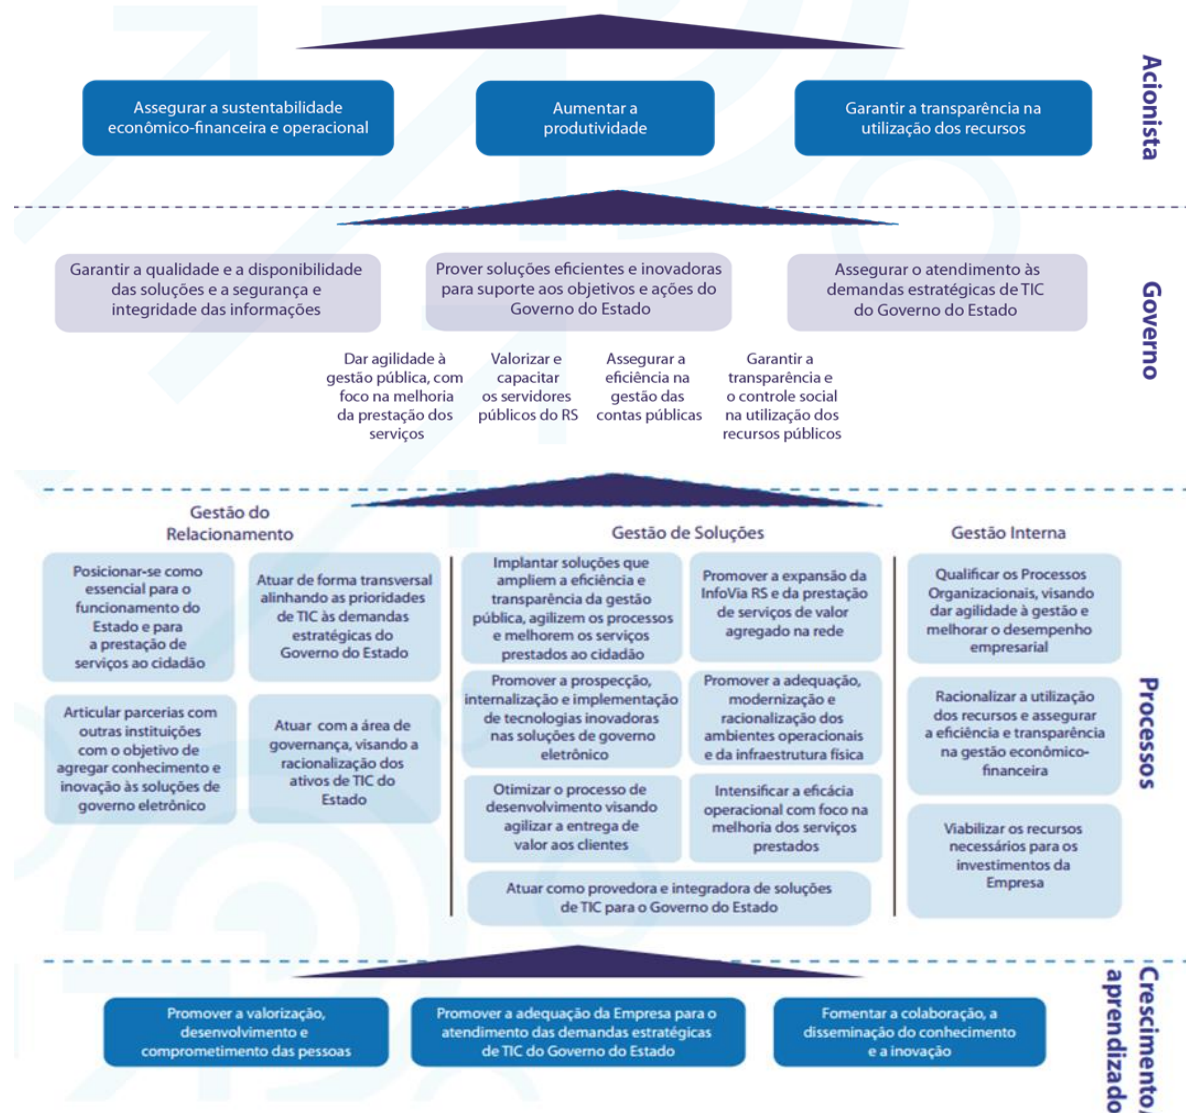 Acionista
Assegurar a sustentabilidade
econômico-financeira e operacional
Aumentar a
produtividade
Garantir a transparência na
utilização dos recursos
Governo
Garantir a qualidade e a disponibilidade
das soluções e a segurança e
integridade das informações
Prover soluções eficientes e inovadoras
para suporte aos objetivos e ações do
Governo do Estado
Assegurar o atendimento às
demandas estratégicas de TIC
do Governo do Estado
Dar agilidade à
gestão pública, com
foco na melhoria
da prestação dos
serviços
Valorizar e
capacitar
os servidores
públicos do RS
Assegurar a
eficiência na
gestão das
contas públicas
Garantir a
transparência e
o controle social
na utilização dos
recursos públicos
Processos
Gestão do
Relacionamento
Posicionar-se como
essencial para o
funcionamento do
Estado e para
a prestação de
serviços ao cidadão
Atuar de forma transversal
alinhando as prioridades
de TIC às demandas
estratégicas do
Governo do Estado
Articular parcerias com
outras instituições
com o objetivo de
agregar conhecimento e
inovação às soluções de
governo eletrônico
Atuar com a área de
governança, visando a
racionalização dos
ativos de TIC do
Estado
Gestão de Soluções
Implantar soluções que
ampliem a eficiência e
transparência da gestão
pública, agilizem os processos
e melhorem os serviços
prestados ao cidadão
Promover a expansão da
InfoVia RS e da prestação
de serviços de valor
agregado na rede
Promover a prospecção,
internalização e implementação
de tecnologias inovadoras
nas soluções de governo
eletrônico
Promover a adequação,
modernização e
racionalização dos
ambientes operacionais
e da infraestrutura física
Otimizar o processo de
desenvolvimento visando
agilizar a entrega de
valor aos clientes
Intensificar a eficácia
operacional com foco na
melhoria dos serviços
prestados
Atuar como provedora e integradora de soluções
de TIC para o Governo do Estado
Gestão Interna
Qualificar os Processos
Organizacionais, visando
dar agilidade à gestão e
melhorar o desempenho
empresarial
Racionalizar a utilização
dos recursos e assegurar
a eficiência e transparência
na gestão econômico-
financeira
Viabilizar os recursos
necessários para os
investimentos da
Empresa
Crescimento/
aprendizado
Promover a valorização,
desenvolvimento e
comprometimento das pessoas
Promover a adequação da Empresa para o
atendimento das demandas estratégicas
de TIC do Governo do Estado
Fomentar a colaboração, a
disseminação do conhecimento
e a inovação